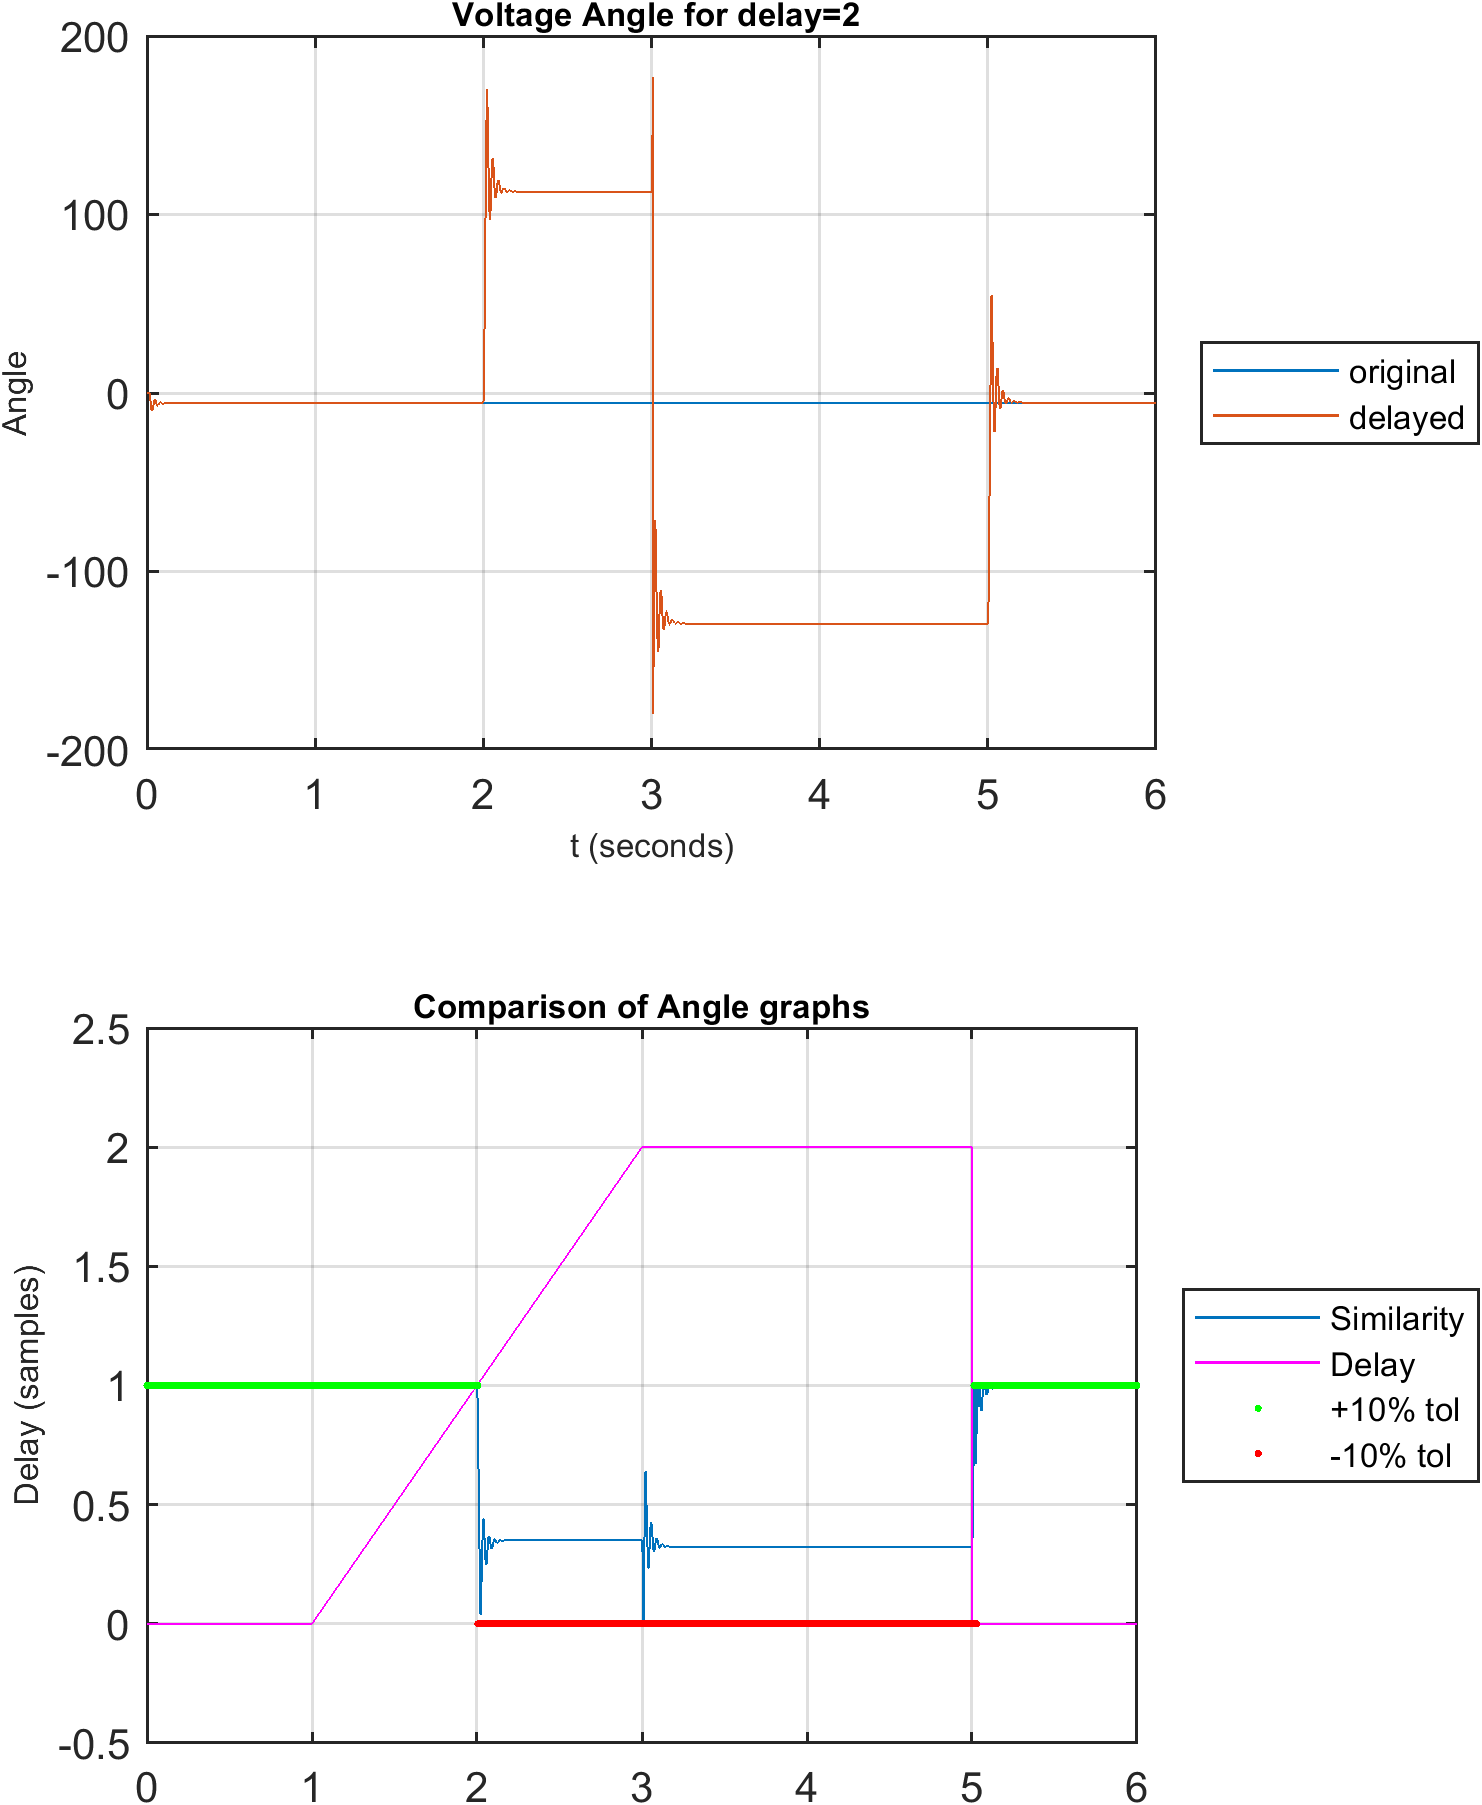 Voltage Angle for delay=2
200
100
0
-100
-200
Angle
0 1 2 3 4 5 6
t (seconds)
original
delayed
Comparison of Angle graphs
2.5
2
1.5
1
0.5
0
-0.5
Delay (samples)
0 1 2 3 4 5 6
Similarity
Delay
+10% tol
-10% tol